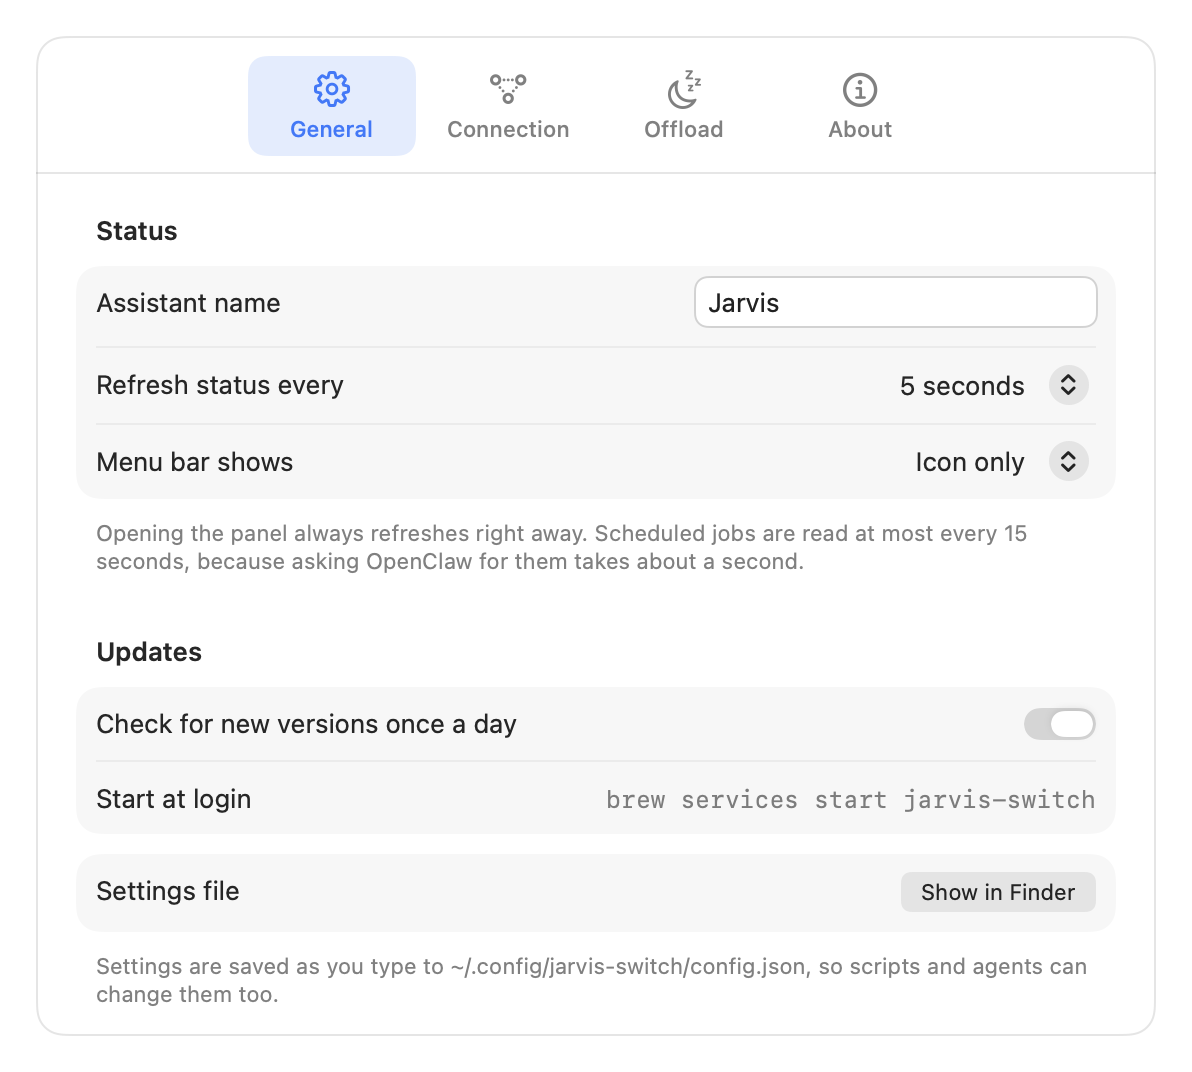 General
Connection
Offload
About
Status
Assistant name
Jarvis
Refresh status every
5 seconds
Menu bar shows
Icon only
Opening the panel always refreshes right away. Scheduled jobs are read at most every 15
seconds, because asking OpenClaw for them takes about a second.
Updates
Check for new versions once a day
Start at login
brew services start jarvis-switch
Settings file
Show in Finder
Settings are saved as you type to ~/.config/jarvis-switch/config.json, so scripts and agents can
change them too.